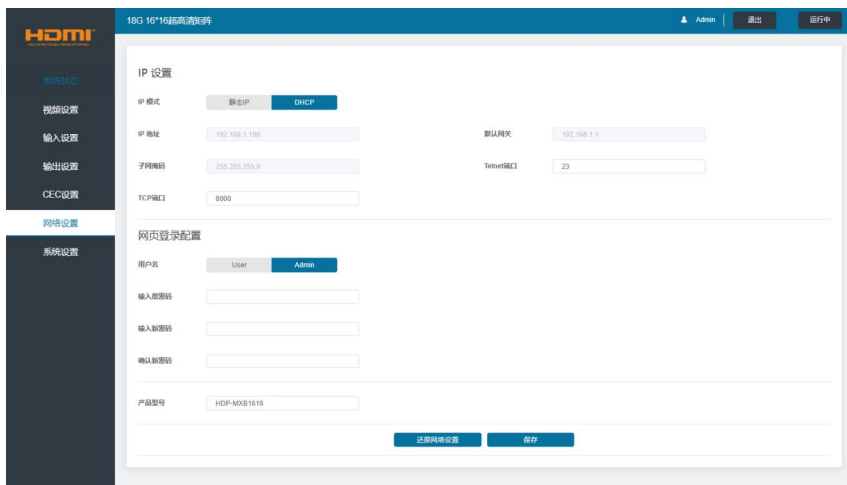 HDMI
18G 16*16超高清矩阵
Admin
退出
运行中
系统状态
视频设置
输入设置
输出设置
CEC设置
网络设置
系统设置
IP 设置
IP 模式 静态IP DHCP
IP 地址 192.168.1.100 默认网关 192.168.1.1
子网掩码 255.255.255.0 Telnet端口 23
TCP端口 8000
网页登录配置
用户名 User Admin
输入原密码
输入新密码
确认新密码
产品型号 HDP-MXB1616
还原网络设置 保存